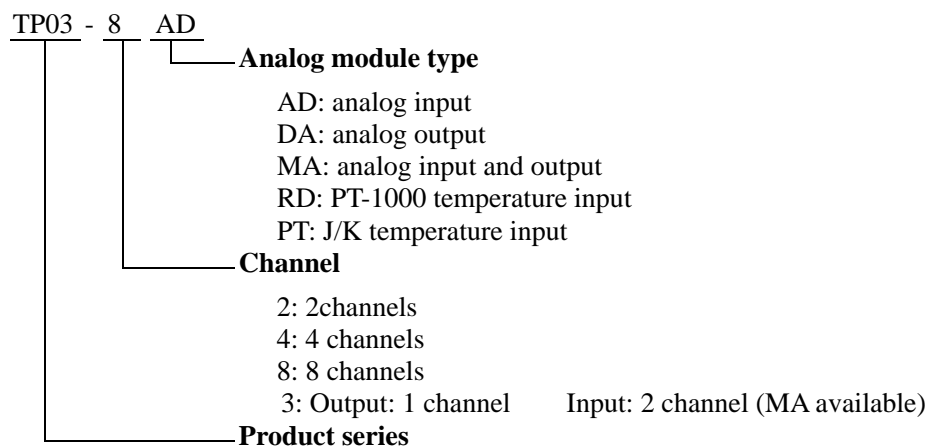 TP03 - 8 AD
Analog module type
AD: analog input
DA: analog output
MA: analog input and output
RD: PT-1000 temperature input
PT: J/K temperature input
Channel
2: 2channels
4: 4 channels
8: 8 channels
3: Output: 1 channel Input: 2 channel (MA available)
Product series